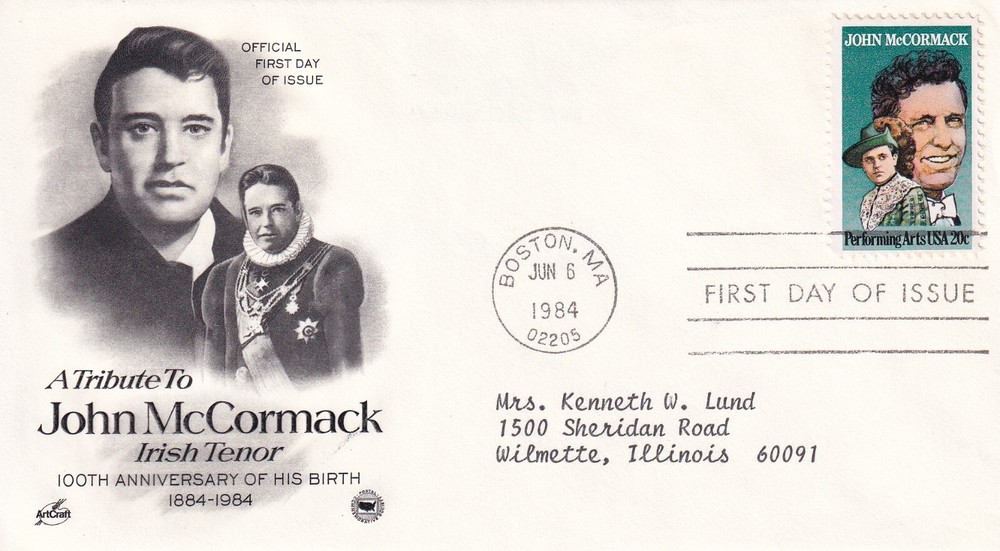 OFFICIAL
FIRST DAY
OF ISSUE
JOHN McCORMACK
Performing Arts USA 20c
BOSTON, MA
JUN 6
1984
02205
FIRST DAY OF ISSUE
A Tribute To
John McCormack
Irish Tenor
100TH ANNIVERSARY OF HIS BIRTH
1884-1984
ArtCraft
Mrs. Kenneth W. Lund
1500 Sheridan Road
Wilmette, Illinois 60091